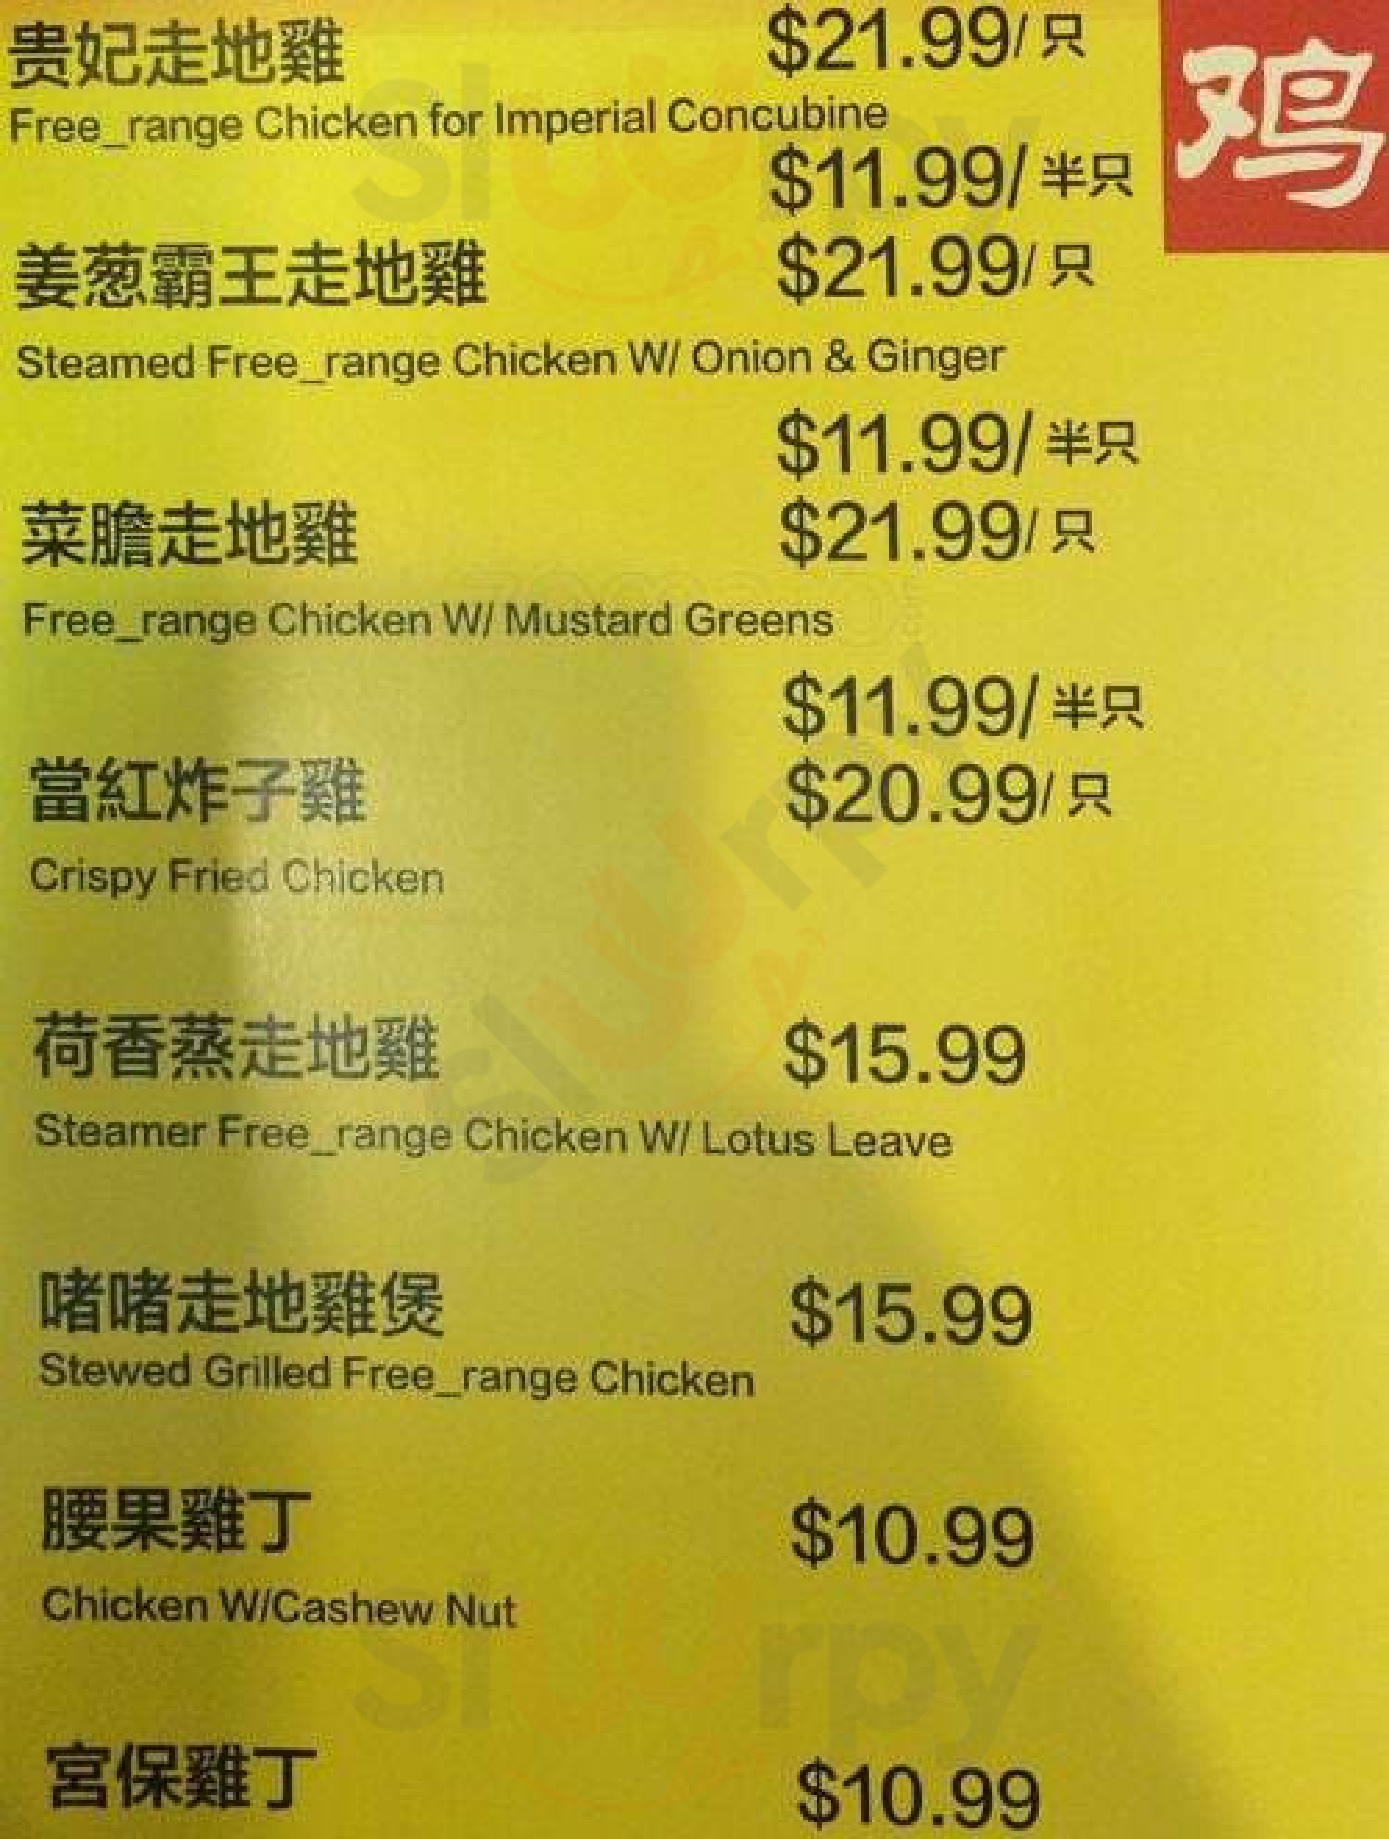 贵妃走地雞 $21.99/只
鸡
Free_range Chicken for Imperial Concubine
$11.99/半只
姜葱霸王走地雞 $21.99/只
Steamed Free_range Chicken W/ Onion & Ginger
$11.99/半只
菜膽走地雞 $21.99/只
Free_range Chicken W/ Mustard Greens
$11.99/半只
當紅炸子雞 $20.99/只
Crispy Fried Chicken
荷香蒸走地雞 $15.99
Steamer Free_range Chicken W/ Lotus Leave
啫啫走地雞煲 $15.99
Stewed Grilled Free_range Chicken
腰果雞丁 $10.99
Chicken W/Cashew Nut
宮保雞丁 $10.99
sluurpy
sluurpy
sluurpy